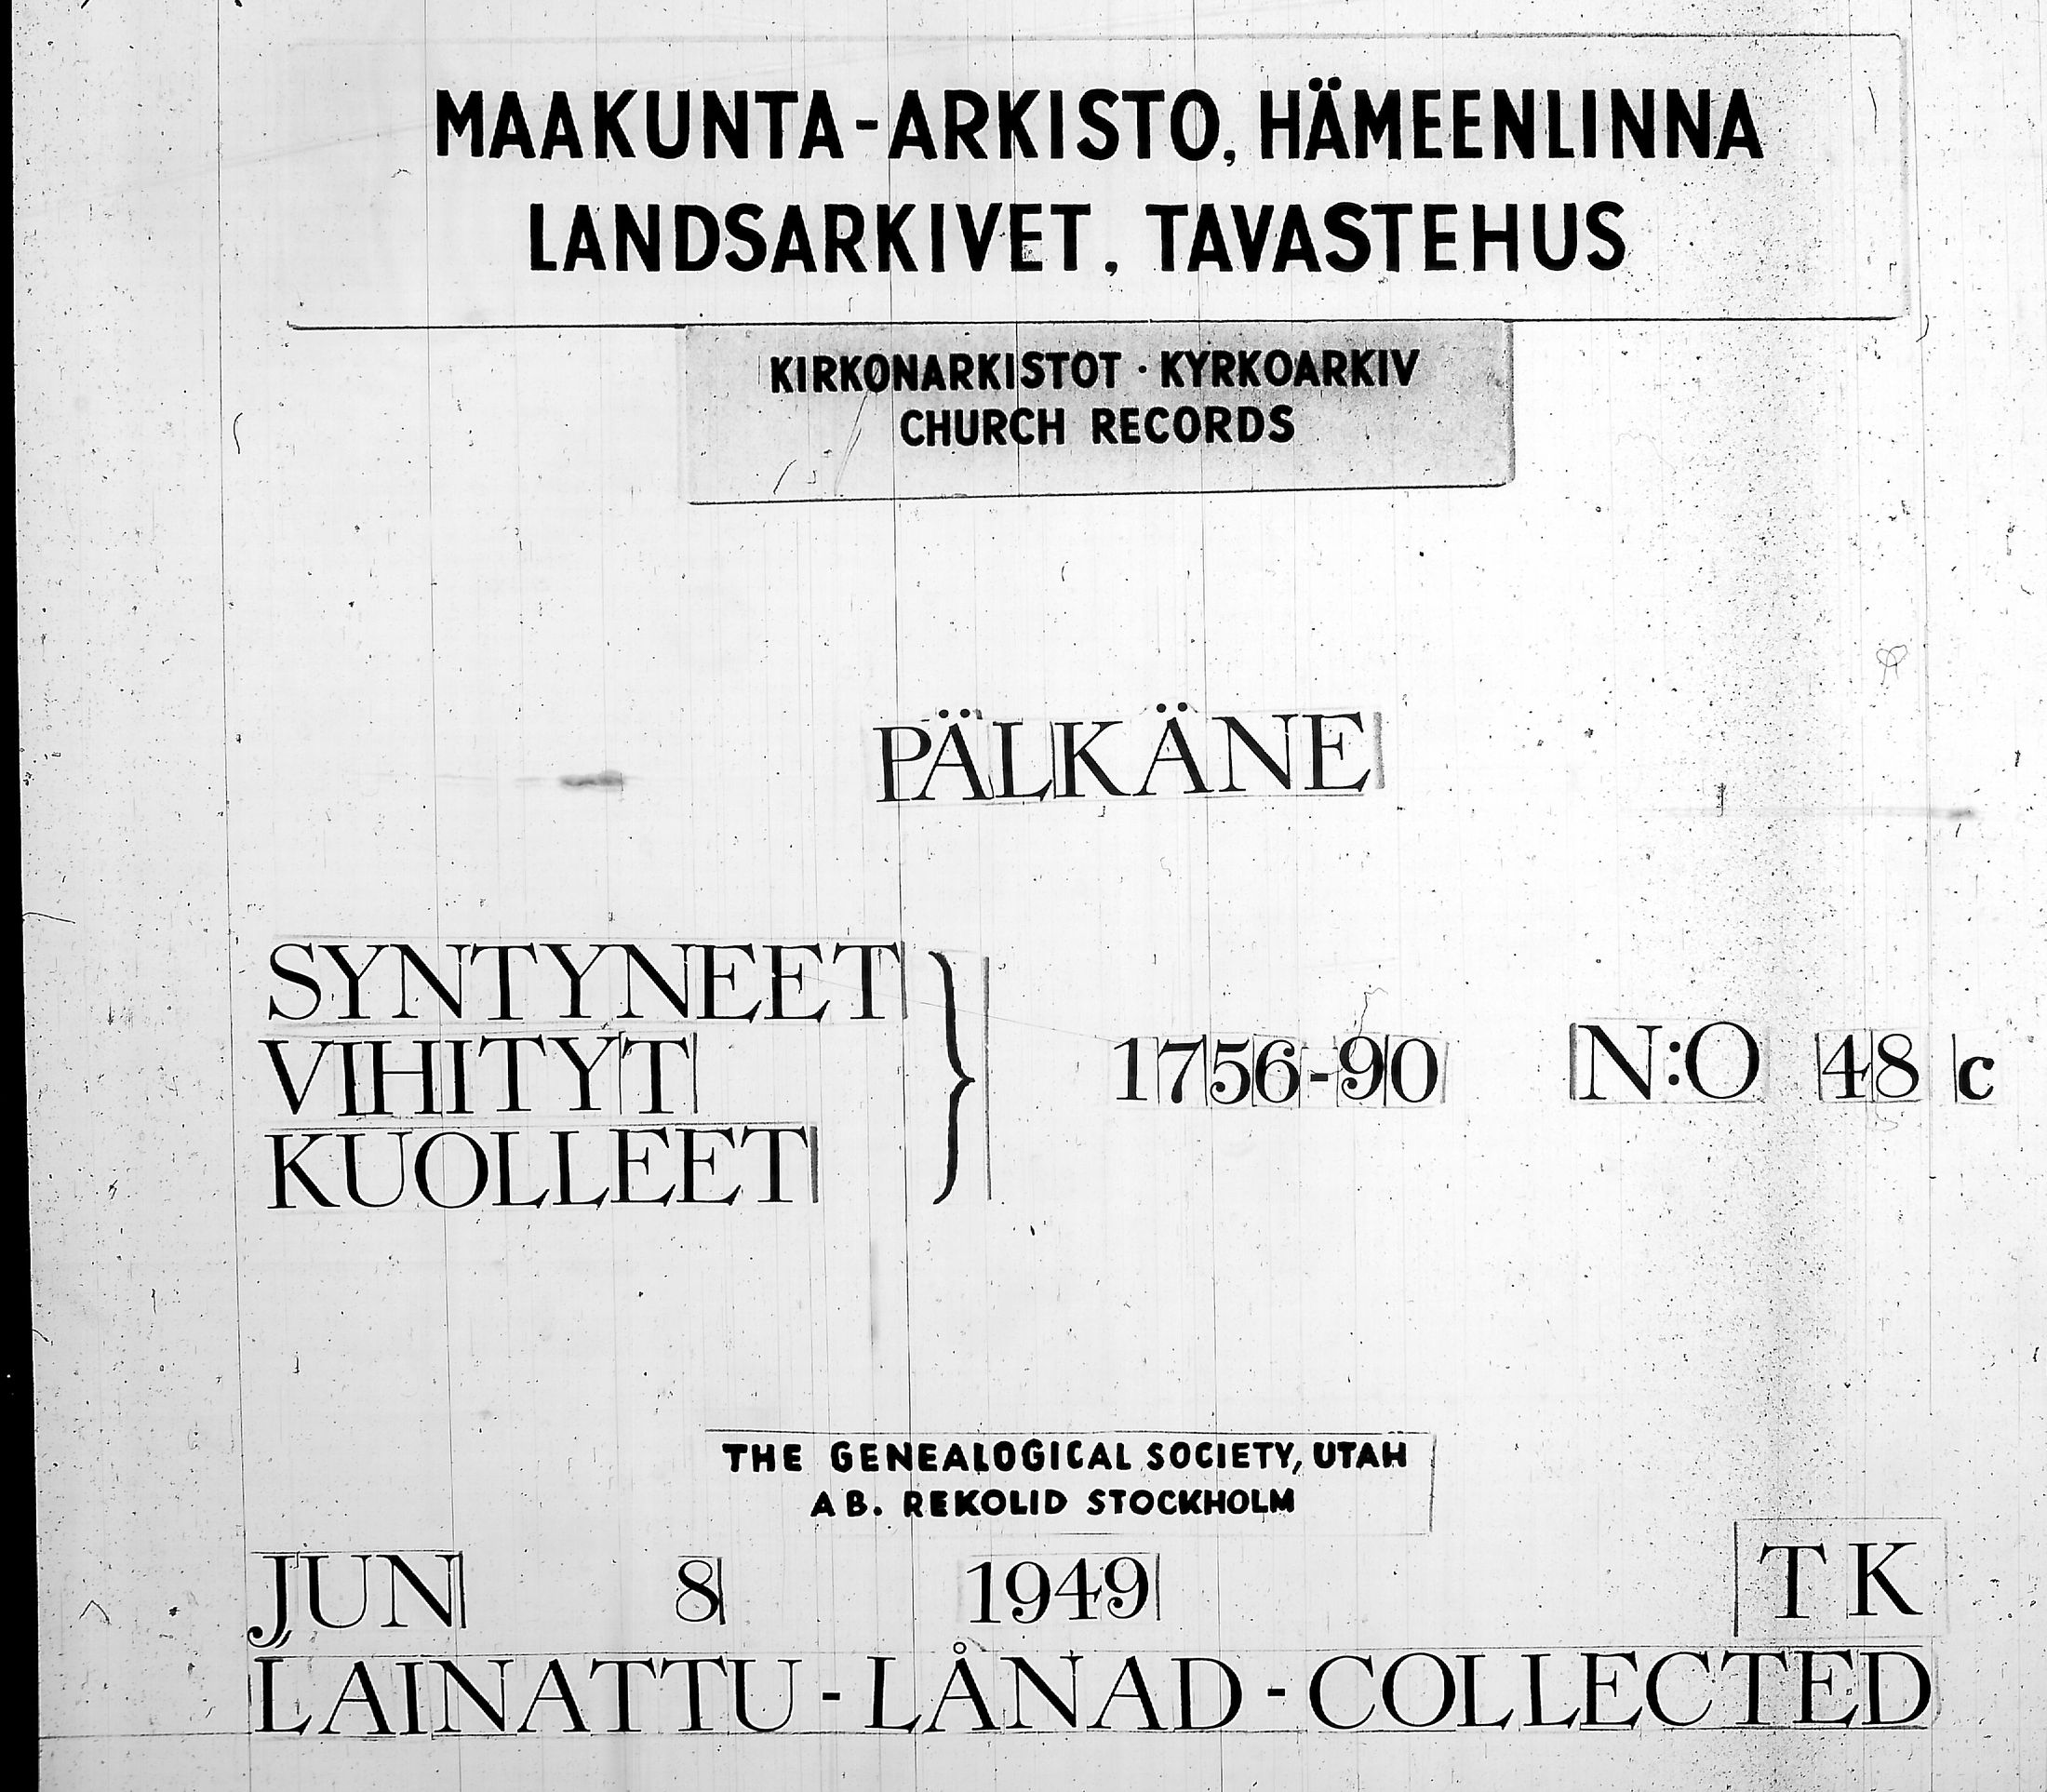 MAAKUNTA-ARKISTO, HÄMEENLINNA
LANDSARKIVET, TAVASTEHUS
KIRKONARKISTOT · KYRKOARKIV
CHURCH RECORDS
PÄLKÄNE
SYNTYNEET
VIHITYT
KUOLLEET
} 1756-90 N:O 48 c
THE GENEALOGICAL SOCIETY, UTAH
AB. REKOLID STOCKHOLM
JUN 8 1949 TK
LAINATTU - LÅNAD - COLLECTED